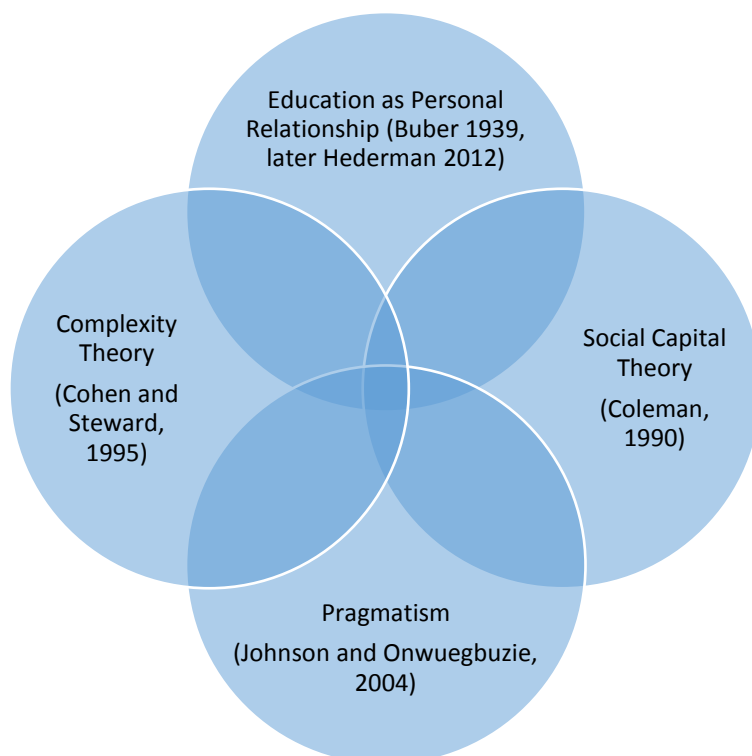 Education as Personal
Relationship (Buber 1939,
later Hederman 2012)
Complexity
Theory
(Cohen and
Steward,
1995)
Social Capital
Theory
(Coleman,
1990)
Pragmatism
(Johnson and Onwuegbuzie,
2004)